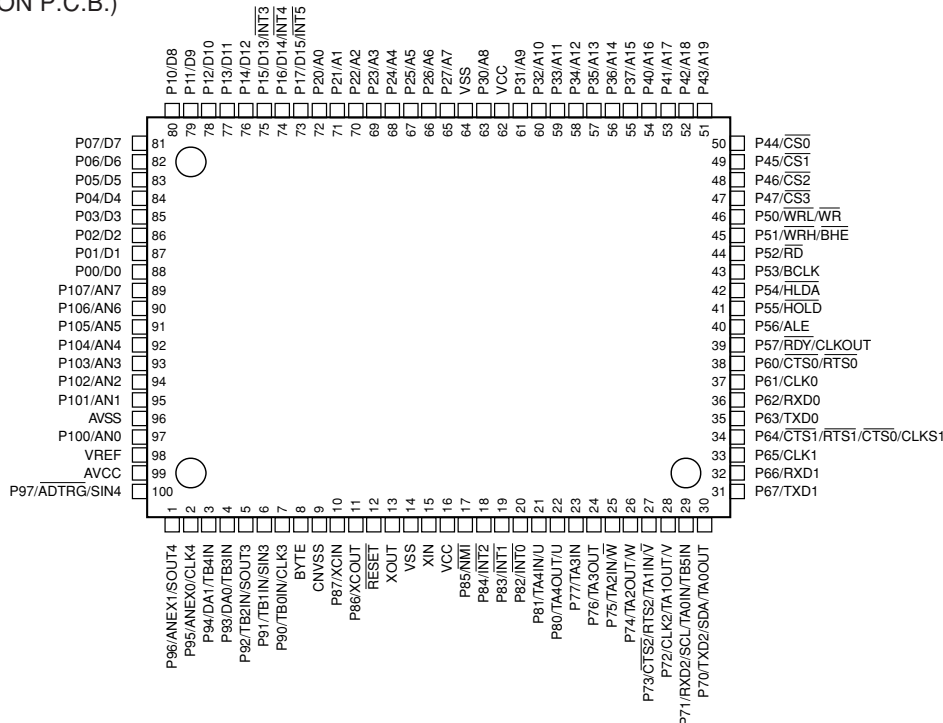 ON P.C.B.)
P10/D8
P11/D9
P12/D10
P13/D11
P14/D12
P15/D13/INT3
P16/D14/INT4
P17/D15/INT5
P20/A0
P21/A1
P22/A2
P23/A3
P24/A4
P25/A5
P26/A6
P27/A7
VSS
P30/A8
VCC
P31/A9
P32/A10
P33/A11
P34/A12
P35/A13
P36/A14
P37/A15
P40/A16
P41/A17
P42/A18
P43/A19
80 79 78 77 76 75 74 73 72 71 70 69 68 67 66 65 64 63 62 61 60 59 58 57 56 55 54 53 52 51
P07/D7 81
P06/D6 82
P05/D5 83
P04/D4 84
P03/D3 85
P02/D2 86
P01/D1 87
P00/D0 88
P107/AN7 89
P106/AN6 90
P105/AN5 91
P104/AN4 92
P103/AN3 93
P102/AN2 94
P101/AN1 95
AVSS 96
P100/AN0 97
VREF 98
AVCC 99
P97/ADTRG/SIN4 100
50 P44/CS0
49 P45/CS1
48 P46/CS2
47 P47/CS3
46 P50/WRL/WR
45 P51/WRH/BHE
44 P52/RD
43 P53/BCLK
42 P54/HLDA
41 P55/HOLD
40 P56/ALE
39 P57/RDY/CLKOUT
38 P60/CTS0/RTS0
37 P61/CLK0
36 P62/RXD0
35 P63/TXD0
34 P64/CTS1/RTS1/CTS0/CLKS1
33 P65/CLK1
32 P66/RXD1
31 P67/TXD1
1 2 3 4 5 6 7 8 9 10 11 12 13 14 15 16 17 18 19 20 21 22 23 24 25 26 27 28 29 30
P96/ANEX1/SOUT4
P95/ANEX0/CLK4
P94/DA1/TB4IN
P93/DA0/TB3IN
P92/TB2IN/SOUT3
P91/TB1IN/SIN3
P90/TB0IN/CLK3
BYTE
CNVSS
P87/XCIN
P86/XCOUT
RESET
XOUT
VSS
XIN
VCC
P85/NMI
P84/INT2
P83/INT1
P82/INT0
P81/TA4IN/U
P80/TA4OUT/U
P77/TA3IN
P76/TA3OUT
P75/TA2IN/W
P74/TA2OUT/W
P73/CTS2/RTS2/TA1IN/V
P72/CLK2/TA1OUT/V
P71/RXD2/SCL/TA0IN/TB5IN
P70/TXD2/SDA/TA0OUT